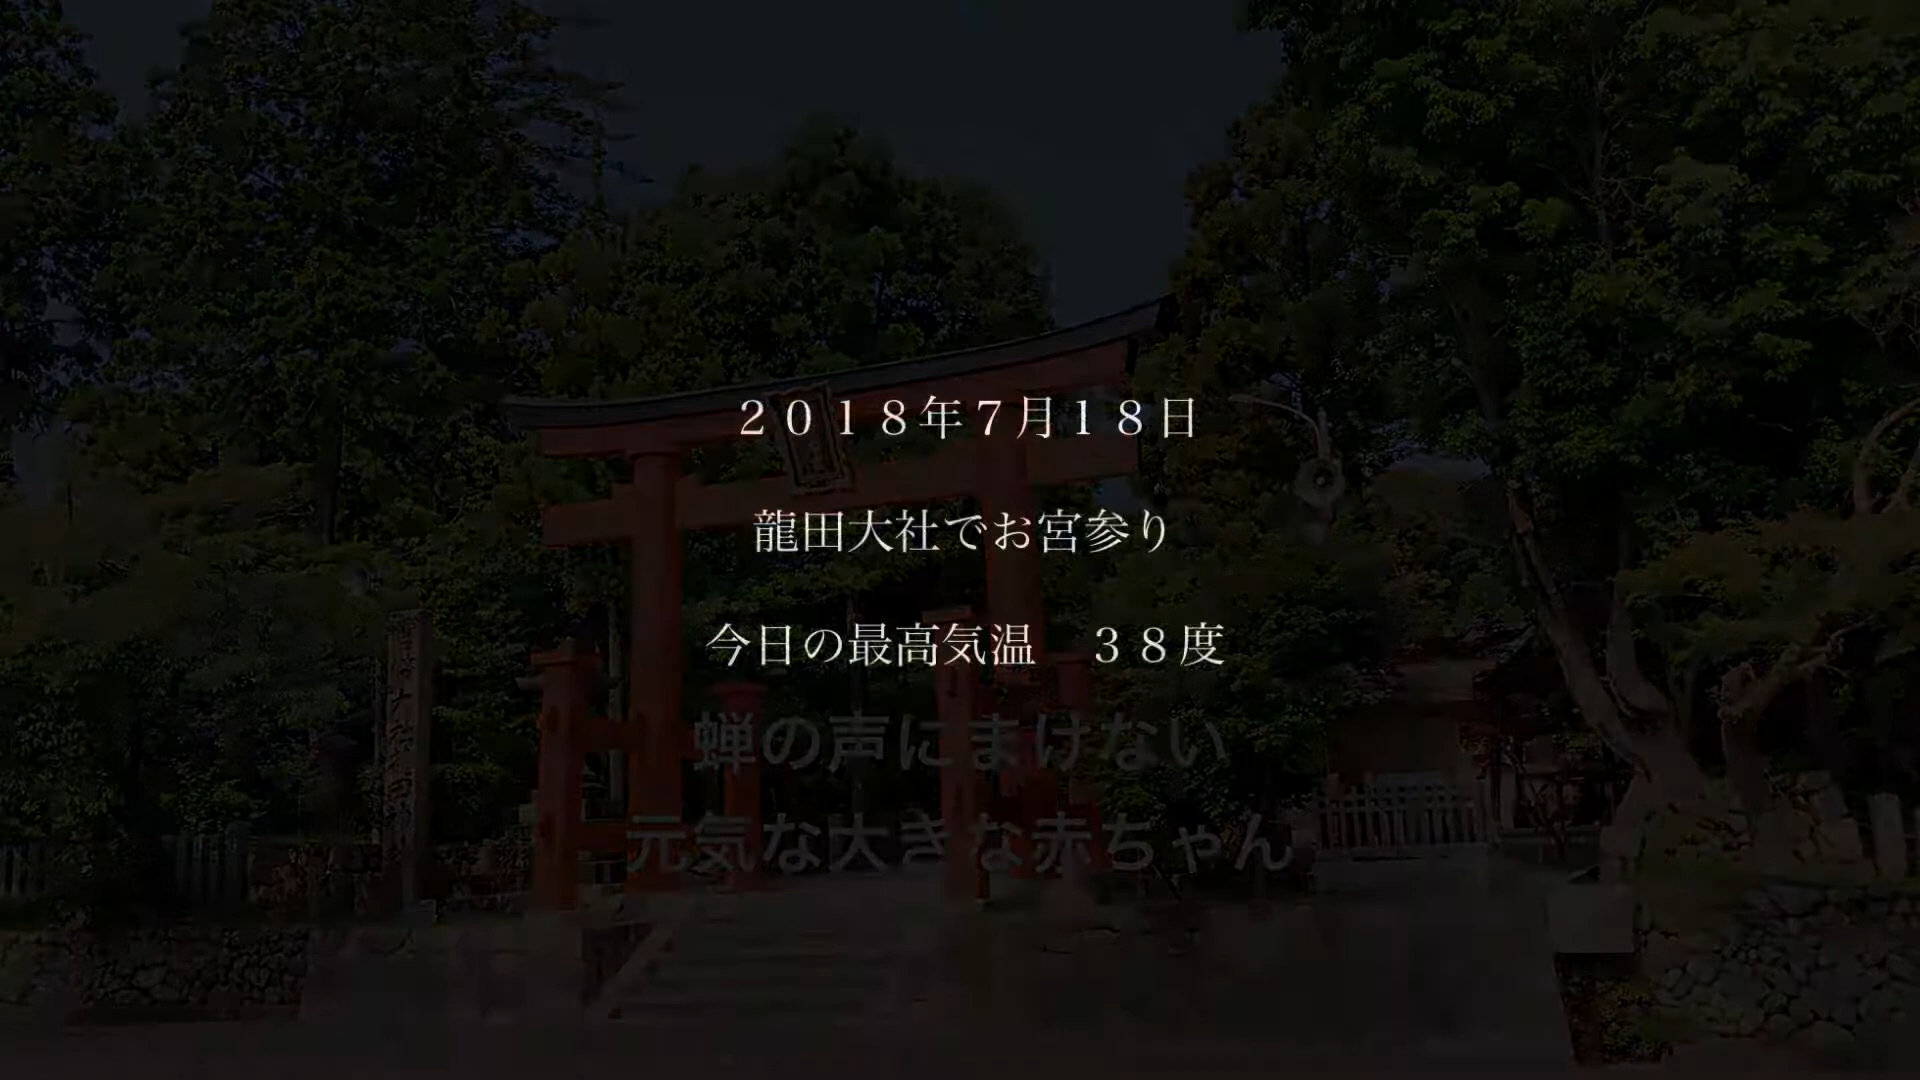 ２０１８年７月１８日
龍田大社でお宮参り
今日の最高気温　３８度
蝉の声にまけない
元気な大きな赤ちゃん